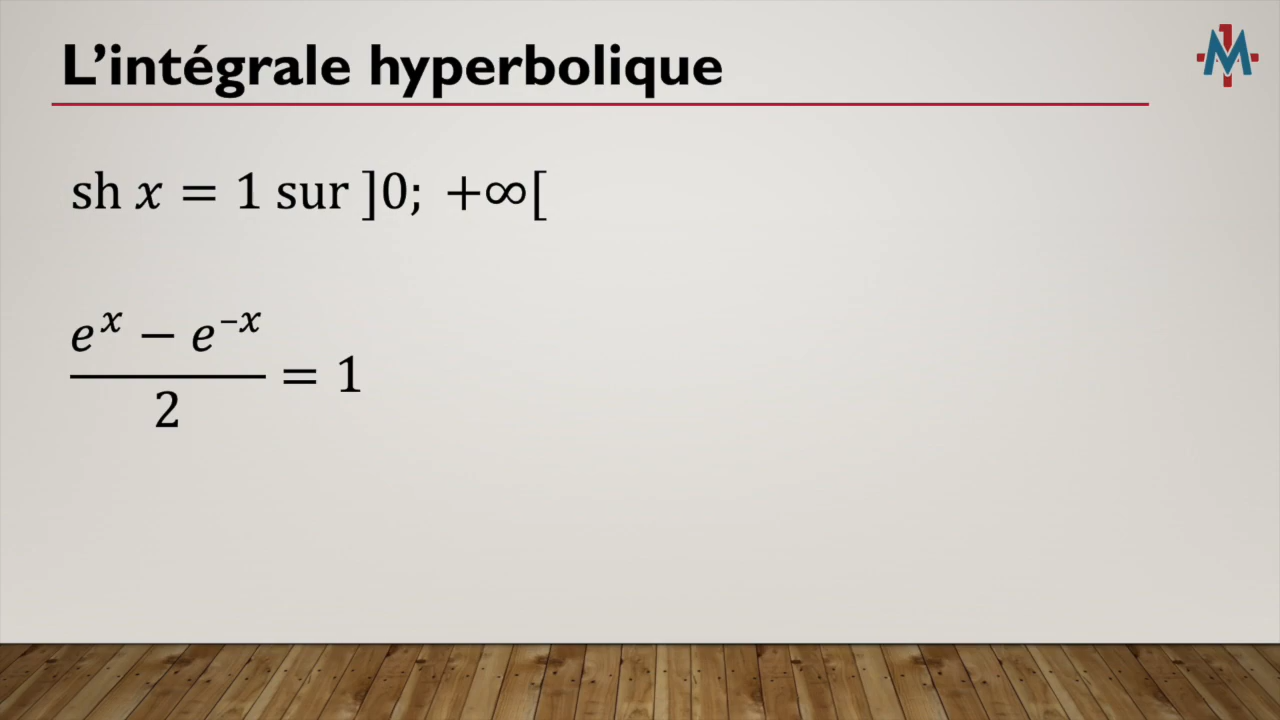 L’intégrale hyperbolique
sh x = 1 sur ]0; +∞[
e^x − e^{−x}
2
= 1